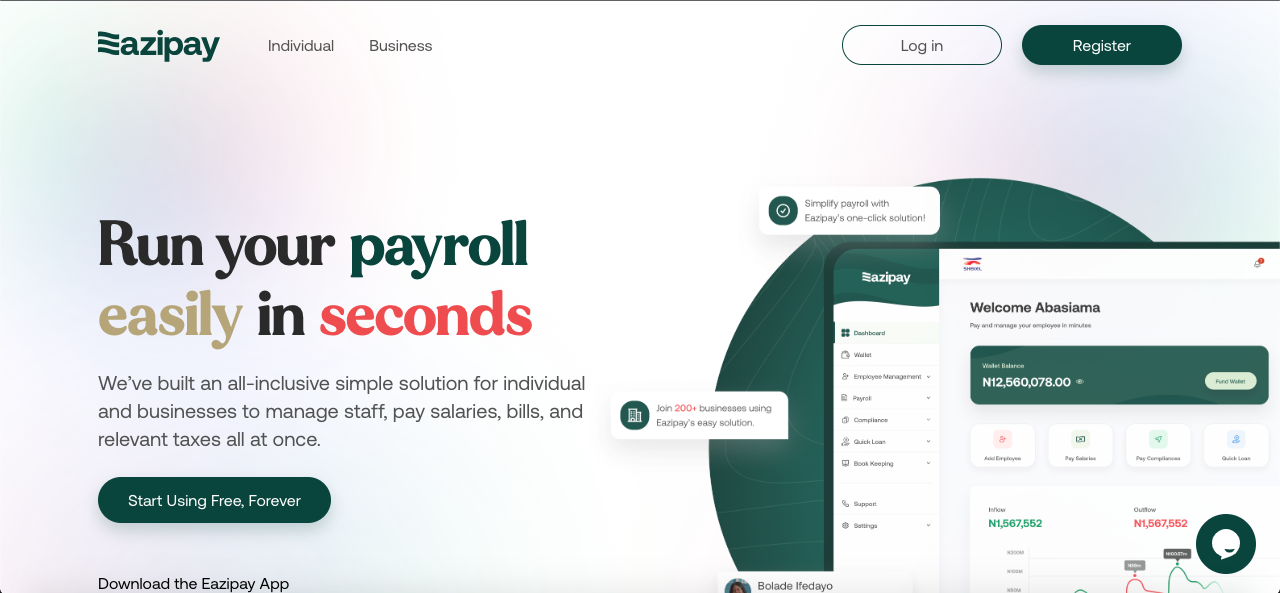 Eazipay
Individual
Business
Log in
Register
Run your payroll
easily in seconds
We’ve built an all-inclusive simple solution for individual
and businesses to manage staff, pay salaries, bills, and
relevant taxes all at once.
Start Using Free, Forever
Download the Eazipay App
Simplify payroll with
Eazipay's one-click solution!
Join 200+ businesses using
Eazipay's easy solution.
Eazipay
Dashboard
Wallet
Employee Management
Payroll
Compliance
Quick Loan
Book Keeping
Support
Settings
SHEKEL
Welcome Abasiama
Pay and manage your employee in minutes
Wallet Balance
N12,560,078.00
Fund Wallet
Add Employee
Pay Salaries
Pay Compliances
Quick Loan
Inflow
N1,567,552
Outflow
N1,567,552
N200M
N100M
Bolade Ifedayo